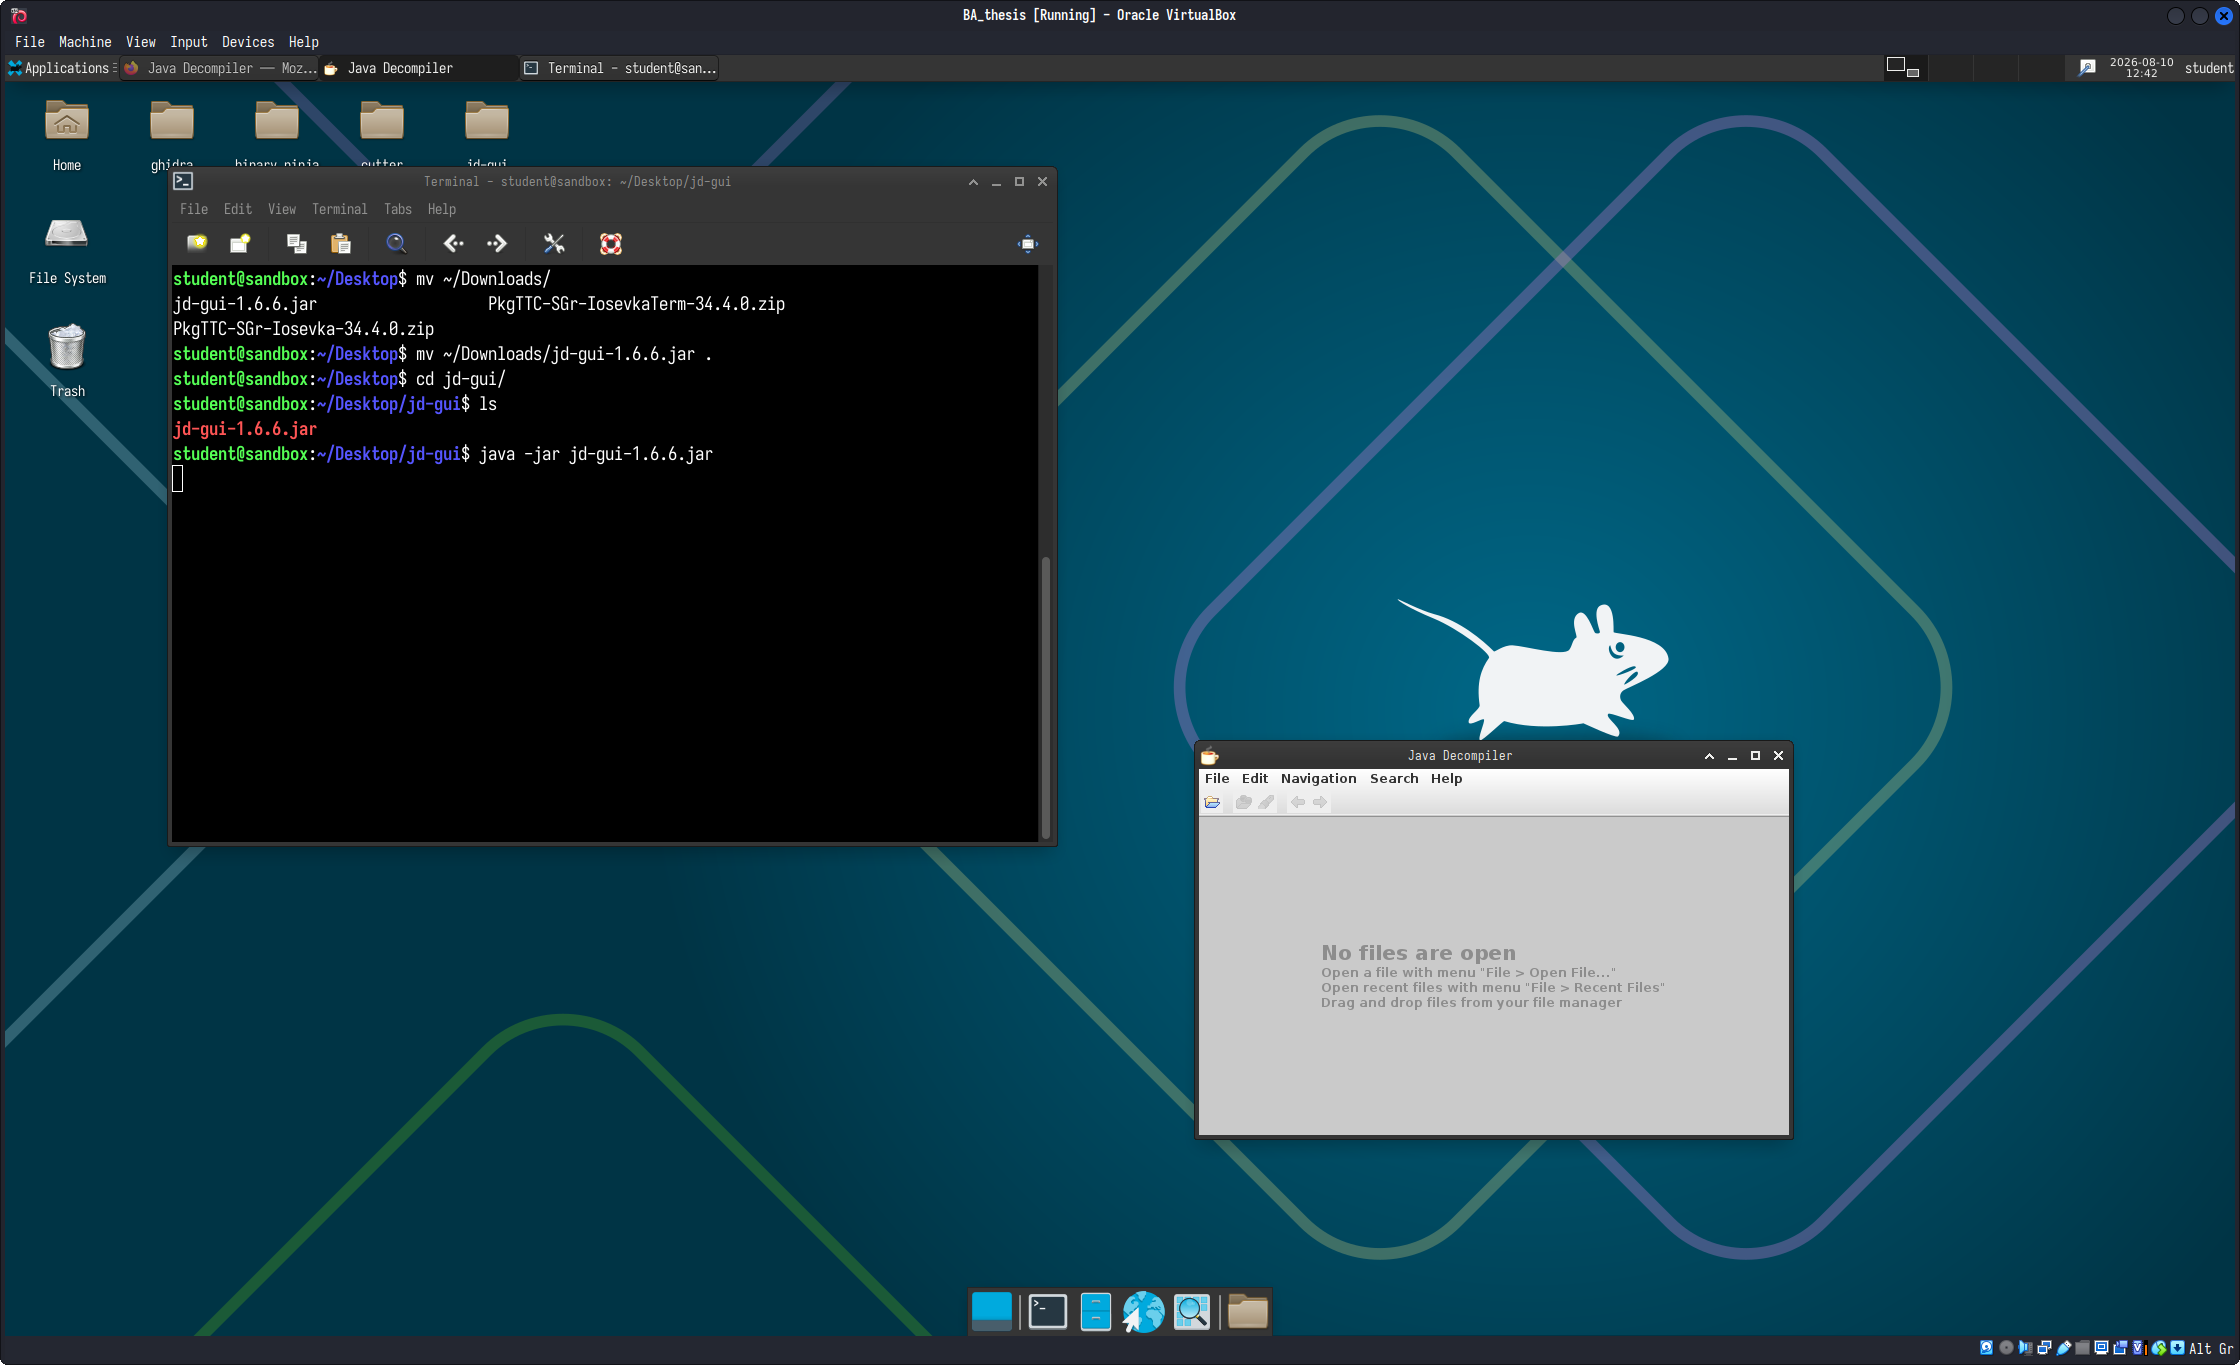 BA_thesis [Running] - Oracle VirtualBox
File Machine View Input Devices Help
Applications Java Decompiler — Moz... Java Decompiler Terminal - student@san... 2026-08-10 student
12:42
Home
File System
Trash
Terminal - student@sandbox: ~/Desktop/jd-gui
File Edit View Terminal Tabs Help
student@sandbox:~/Desktop$ mv ~/Downloads/
jd-gui-1.6.6.jar PkgTTC-SGr-IosevkaTerm-34.4.0.zip
PkgTTC-SGr-Iosevka-34.4.0.zip
student@sandbox:~/Desktop$ mv ~/Downloads/jd-gui-1.6.6.jar .
student@sandbox:~/Desktop$ cd jd-gui/
student@sandbox:~/Desktop/jd-gui$ ls
jd-gui-1.6.6.jar
student@sandbox:~/Desktop/jd-gui$ java -jar jd-gui-1.6.6.jar
Java Decompiler
File Edit Navigation Search Help
No files are open
Open a file with menu "File > Open File..."
Open recent files with menu "File > Recent Files"
Drag and drop files from your file manager
Alt Gr